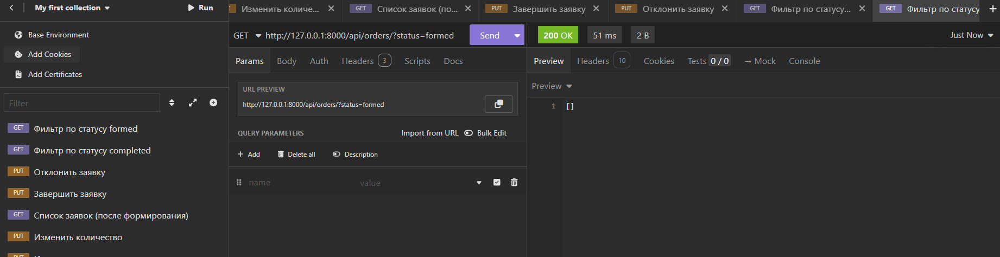 My first collection
Run
Base Environment
Add Cookies
Add Certificates
Filter
GET Фильтр по статусу formed
GET Фильтр по статусу completed
PUT Отклонить заявку
PUT Завершить заявку
GET Список заявок (после формирования)
PUT Изменить количество
PUT
Изменить количе...
GET Список заявок (по...
PUT Завершить заявку
PUT Отклонить заявку
GET Фильтр по статусу...
GET Фильтр по статусу
GET http://127.0.0.1:8000/api/orders/?status=formed Send
Params Body Auth Headers 3 Scripts Docs
URL PREVIEW
http://127.0.0.1:8000/api/orders/?status=formed
QUERY PARAMETERS Import from URL Bulk Edit
+ Add Delete all Description
name value
200 OK 51 ms 2 B Just Now
Preview Headers 10 Cookies Tests 0 / 0 → Mock Console
Preview
1 []